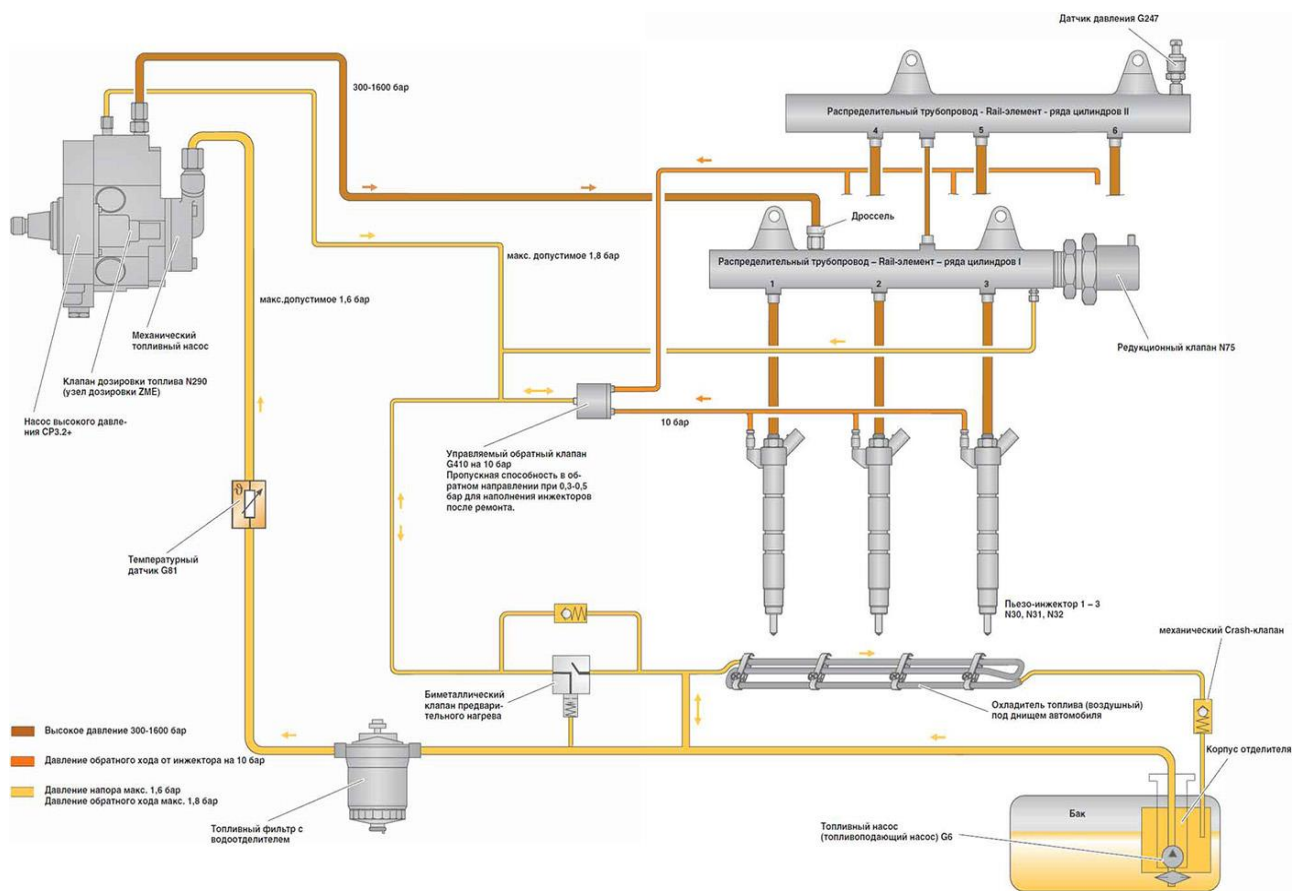 Датчик давления G247
300-1600 бар
Распределительный трубопровод - Rail-элемент - ряда цилиндров II
4
5
6
Дроссель
макс. допустимое 1,8 бар
Распределительный трубопровод – Rail-элемент – ряда цилиндров I
1
2
3
макс.допустимое 1,6 бар
Механический
топливный насос
Редукционный клапан N75
Клапан дозировки топлива N290
(узел дозировки ZME)
Насос высокого давле-
ния CP3.2+
10 бар
Управляемый обратный клапан
G410 на 10 бар
Пропускная способность в об-
ратном направлении при 0,3-0,5
бар для наполнения инжекторов
после ремонта.
ϑ
Температурный
датчик G81
Пьезо-инжектор 1 – 3
N30, N31, N32
механический Crash-клапан
Биметаллический
клапан предвари-
тельного нагрева
Охладитель топлива (воздушный)
под днищем автомобиля
Высокое давление 300-1600 бар
Давление обратного хода от инжектора на 10 бар
Давление напора макс. 1,6 бар
Давление обратного хода макс. 1,8 бар
Корпус отделителя
Бак
Топливный фильтр с
водоотделителем
Топливный насос
(топливоподающий насос) G6